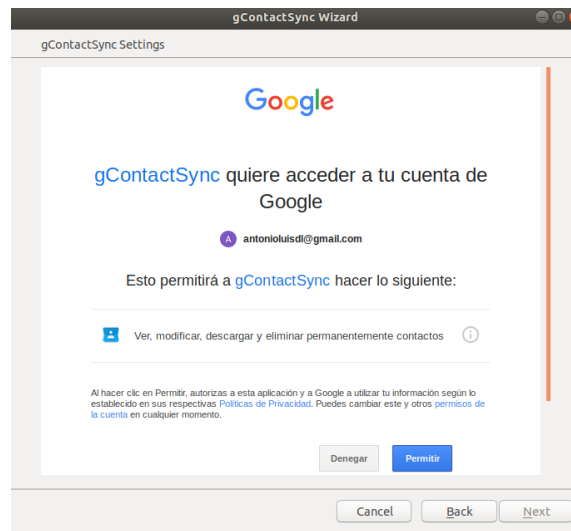 gContactSync Wizard
gContactSync Settings
Google
gContactSync quiere acceder a tu cuenta de
Google
A antonioluisdl@gmail.com
Esto permitirá a gContactSync hacer lo siguiente:
Ver, modificar, descargar y eliminar permanentemente contactos
Al hacer clic en Permitir, autorizas a esta aplicación y a Google a utilizar tu información según lo
establecido en sus respectivas Políticas de Privacidad. Puedes cambiar este y otros permisos de
la cuenta en cualquier momento.
Denegar Permitir
Cancel Back Next